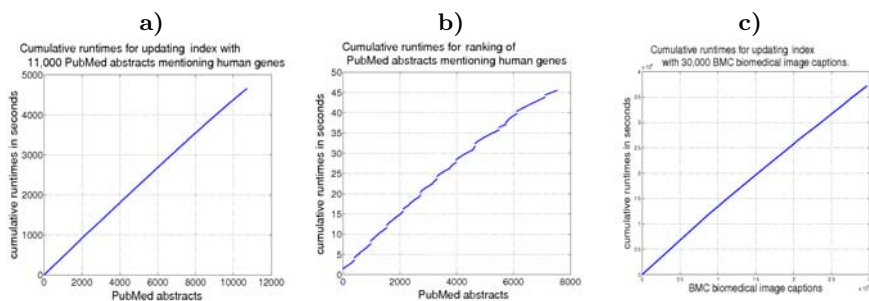 a)
Cumulative runtimes for updating index with
11,000 PubMed abstracts mentioning human genes
5000
4000
3000
2000
1000
0
0 2000 4000 6000 8000 10000 12000
cumulative runtimes in seconds
PubMed abstracts
b)
Cumulative runtimes for ranking of
PubMed abstracts mentioning human genes
50
45
40
35
30
25
20
15
10
5
0
0 2000 4000 6000 8000
cumulative runtimes in seconds
PubMed abstracts
c)
Cumulative runtimes for updating index
with 30,000 BMC biomedical image captions.
cumulative runtimes in seconds
BMC biomedical image captions